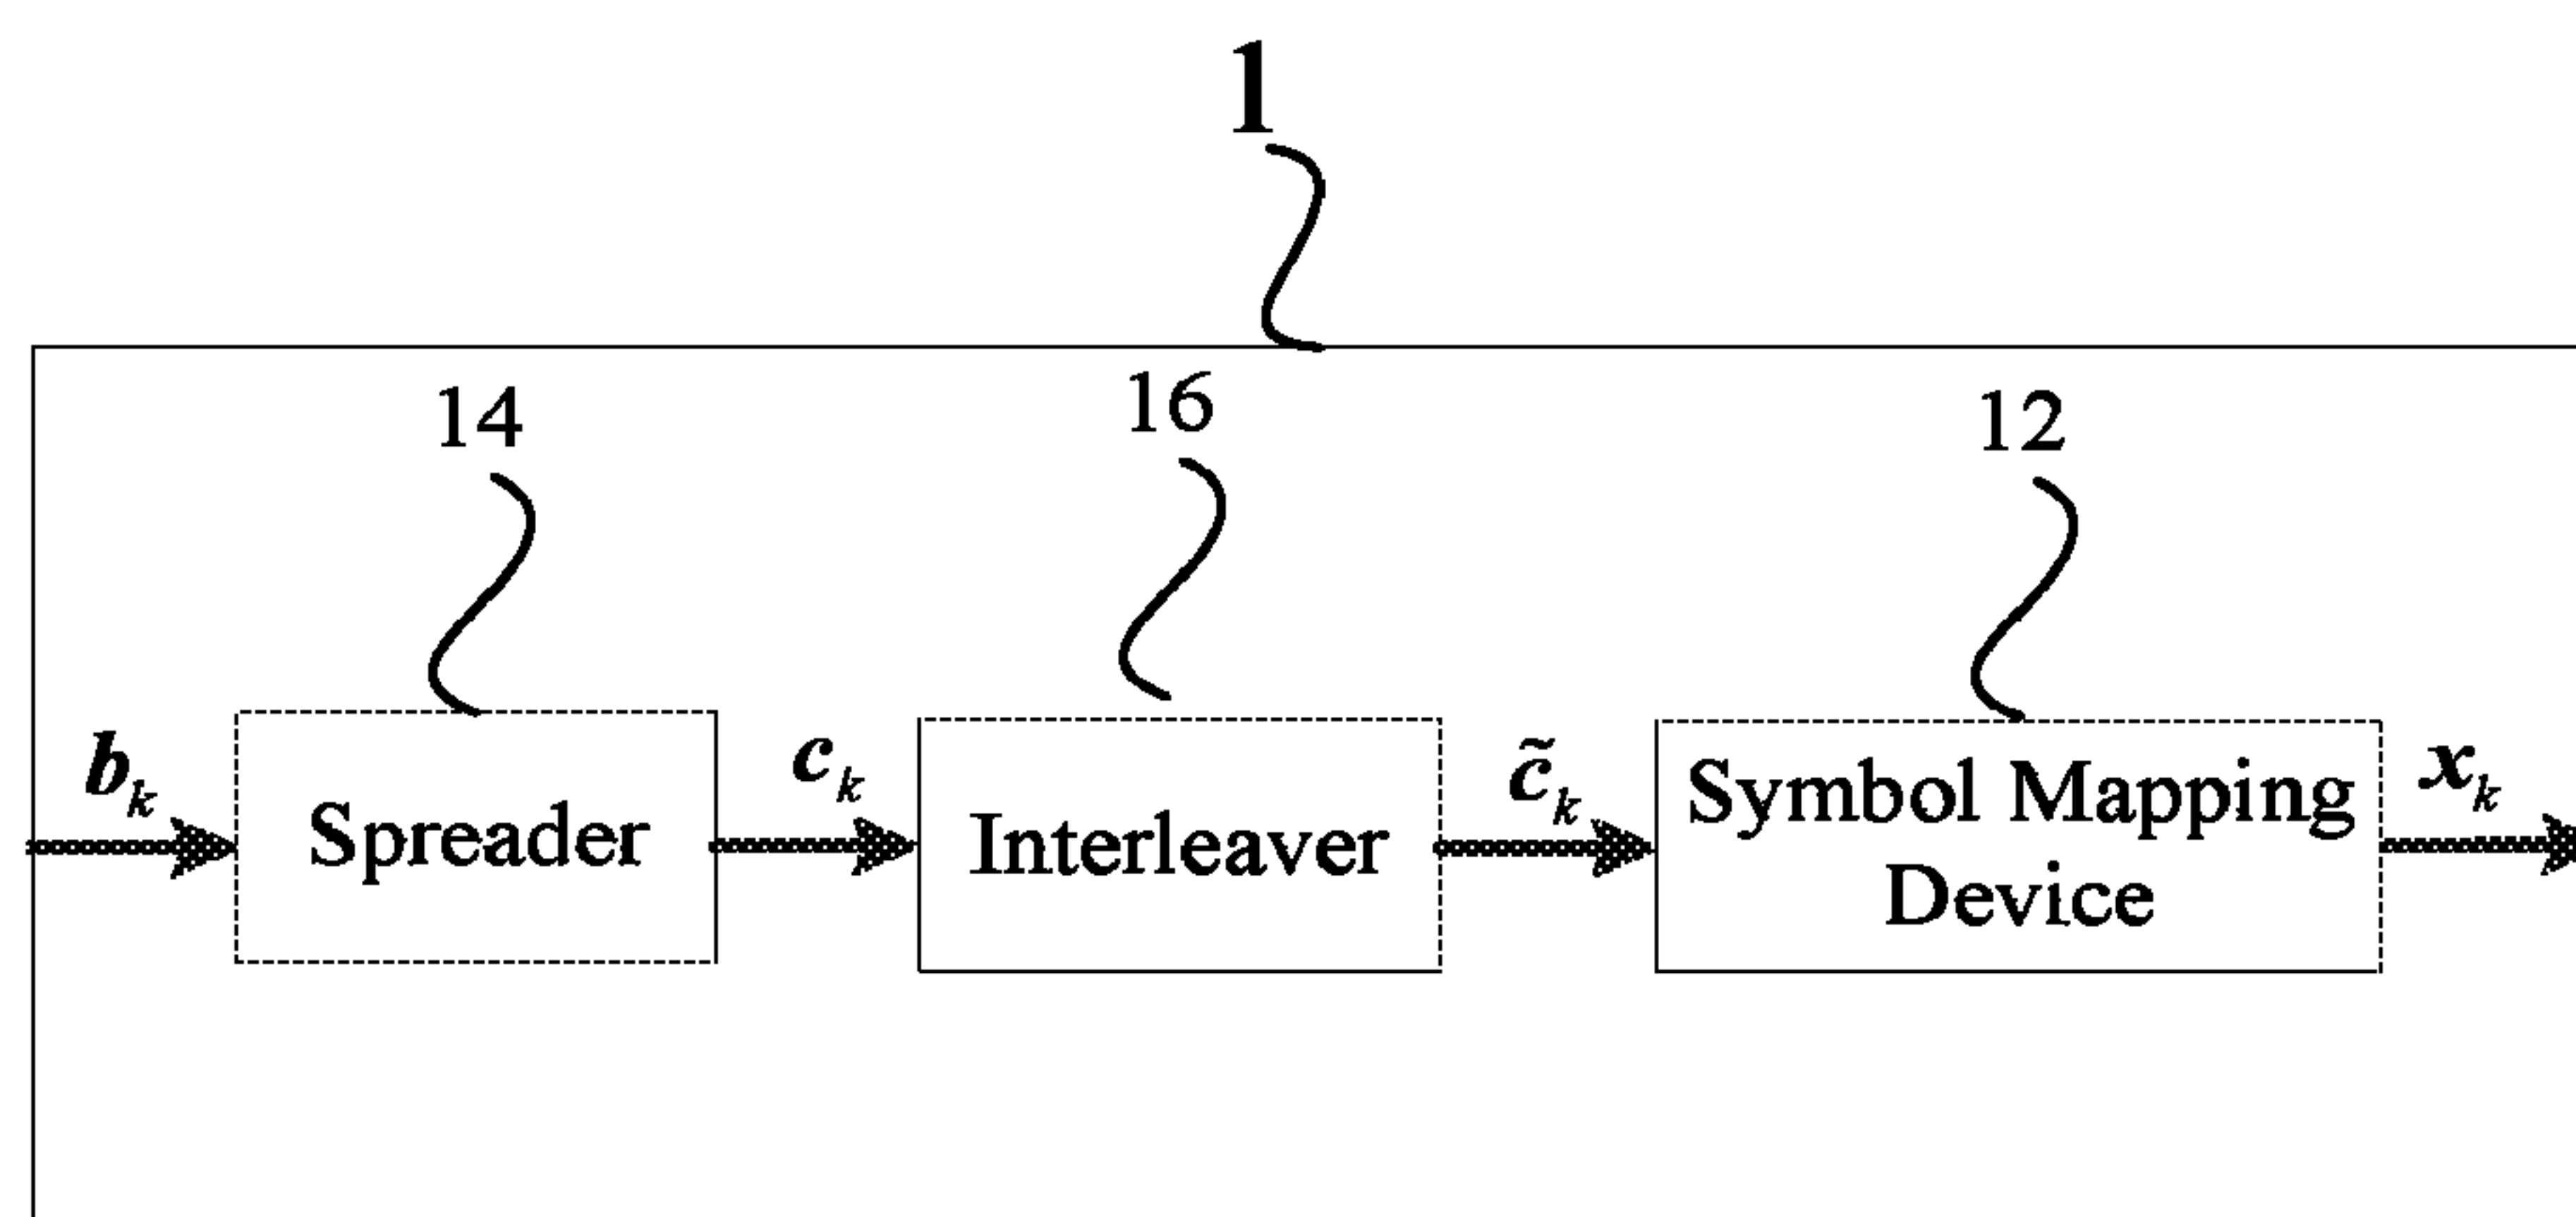 1
14
16
12
b_k
Spreader
c_k
Interleaver
c̃_k
Symbol Mapping
Device
x_k